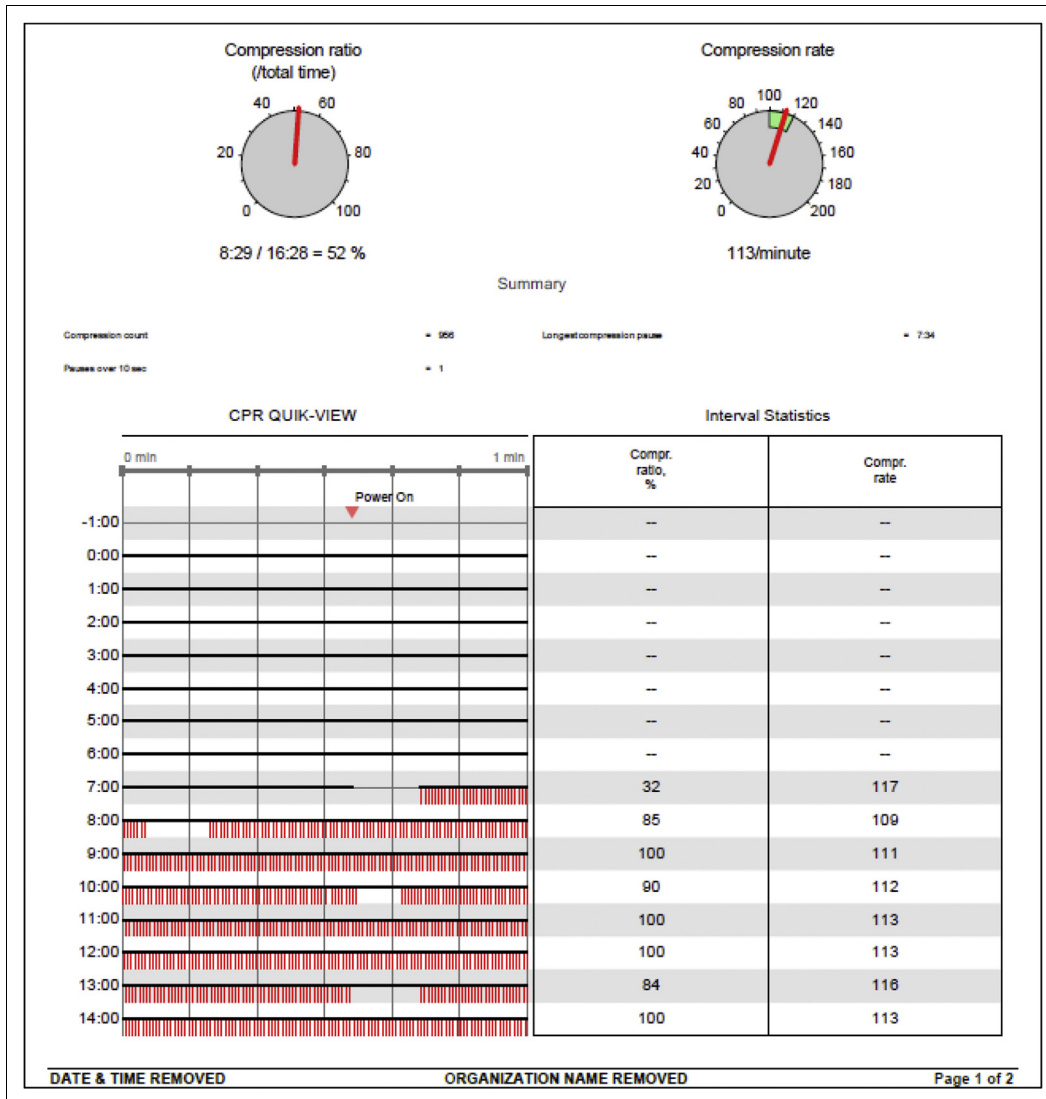 Compression ratio
(/total time)
0 20 40 60 80 100
8:29 / 16:28 = 52 %
Compression rate
0 20 40 60 80 100 120 140 160 180 200
113/minute
Summary
Compression count = 956 Longest compression pause = 7:34
Pauses over 10 sec = 1
CPR QUIK-VIEW Interval Statistics
0 min 1 min Compr. ratio, % Compr. rate
Power On
-1:00 -- --
0:00 -- --
1:00 -- --
2:00 -- --
3:00 -- --
4:00 -- --
5:00 -- --
6:00 -- --
7:00 32 117
8:00 85 109
9:00 100 111
10:00 90 112
11:00 100 113
12:00 100 113
13:00 84 116
14:00 100 113
DATE & TIME REMOVED ORGANIZATION NAME REMOVED Page 1 of 2